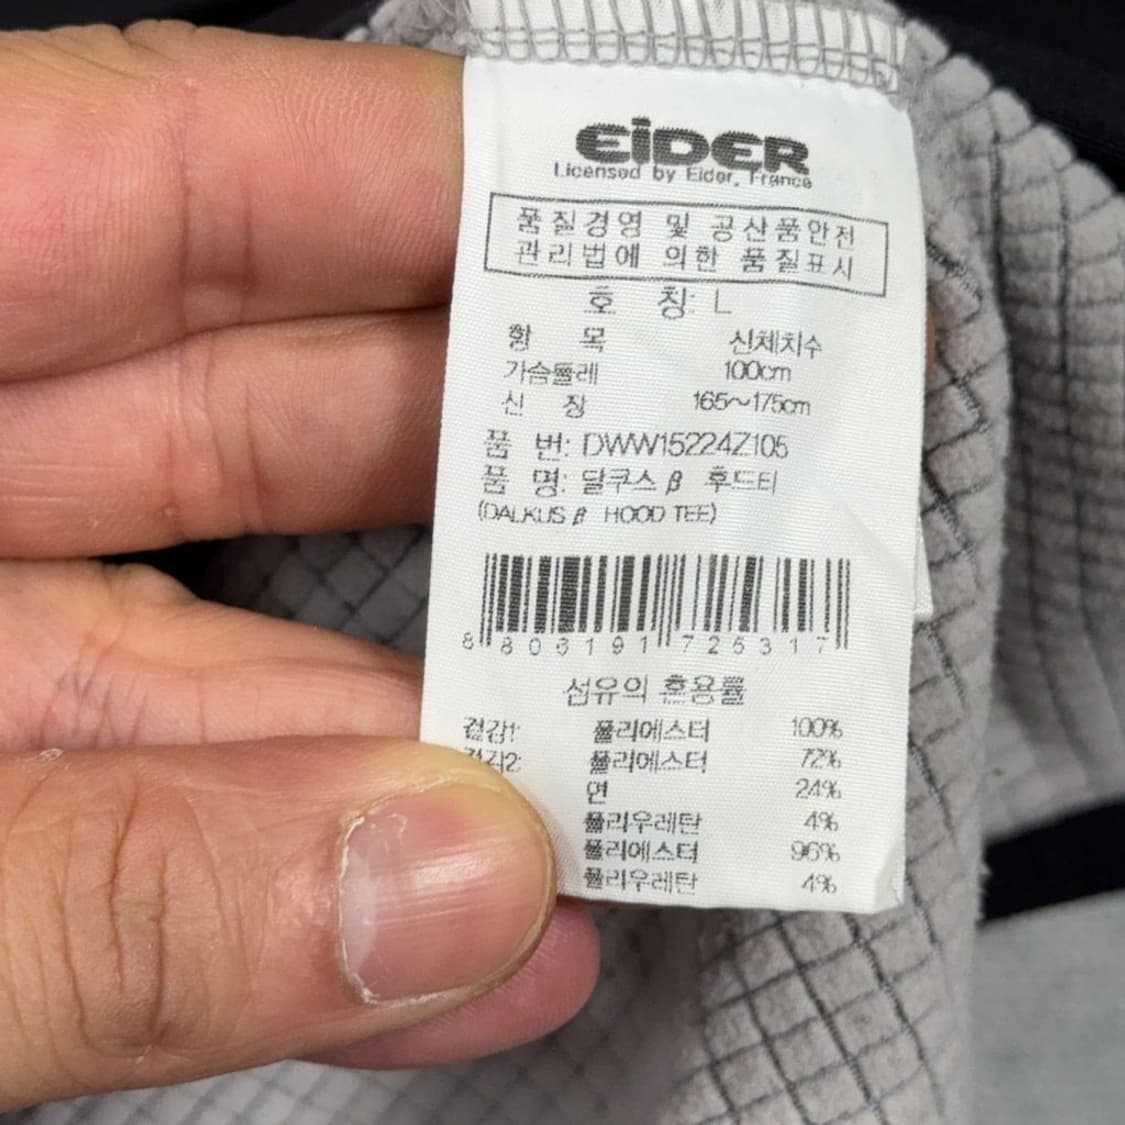 EiDER
Licensed by Eider, France
품질경영 및 공산품안전
관리법에 의한 품질표시
호 칭: L
항 목 신체치수
가슴둘레 100cm
신 장 165~175cm
품 번: DWW15224Z105
품 명: 달쿠스 β 후드티
(DALKUS β HOOD TEE)
8 806191 725317
섬유의 혼용률
겉감1: 폴리에스터 100%
겉감2: 폴리에스터 72%
면 24%
폴리우레탄 4%
폴리에스터 96%
폴리우레탄 4%